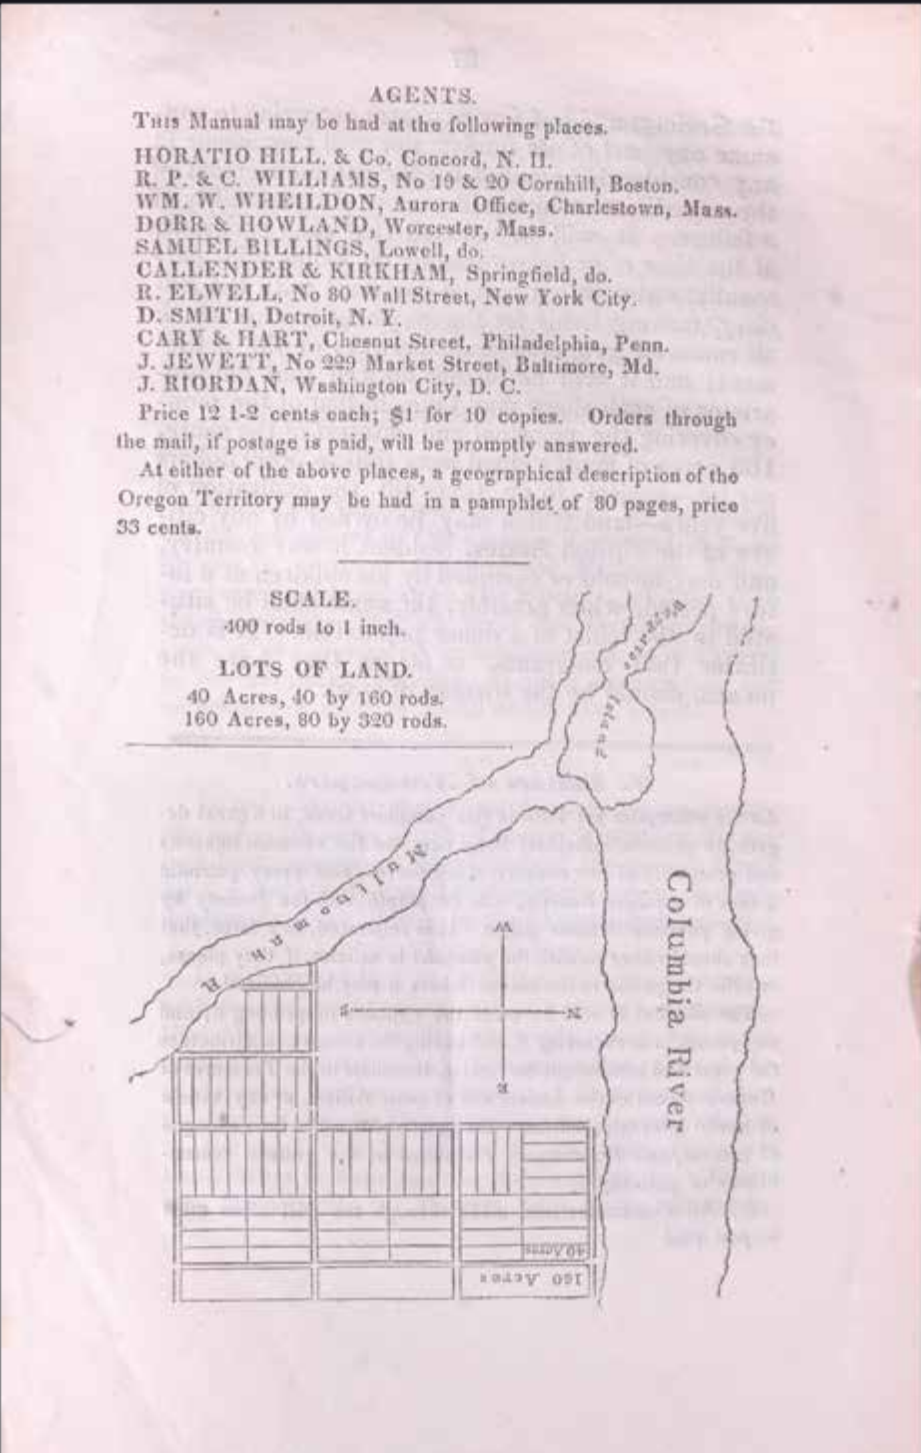 AGENTS.
THIS Manual may be had at the following places.
HORATIO HILL, & Co. Concord, N. H.
R. P. & C. WILLIAMS, No 19 & 20 Cornhill, Boston.
WM. W. WHEILDON, Aurora Office, Charlestown, Mass.
DORR & HOWLAND, Worcester, Mass.
SAMUEL BILLINGS, Lowell, do.
CALLENDER & KIRKHAM, Springfield, do.
R. ELWELL, No 80 Wall Street, New York City.
D. SMITH, Detroit, N. Y.
CARY & HART, Chesnut Street, Philadelphia, Penn.
J. JEWETT, No 229 Market Street, Baltimore, Md.
J. RIORDAN, Washington City, D. C.
Price 12 1-2 cents each; $1 for 10 copies. Orders through
the mail, if postage is paid, will be promptly answered.
At either of the above places, a geographical description of the
Oregon Territory may be had in a pamphlet of 80 pages, price
33 cents.
SCALE.
400 rods to 1 inch.
LOTS OF LAND.
40 Acres, 40 by 160 rods.
160 Acres, 80 by 320 rods.
Island
Multnomah R
Columbia River
S
N
40 Acres
160 Acres